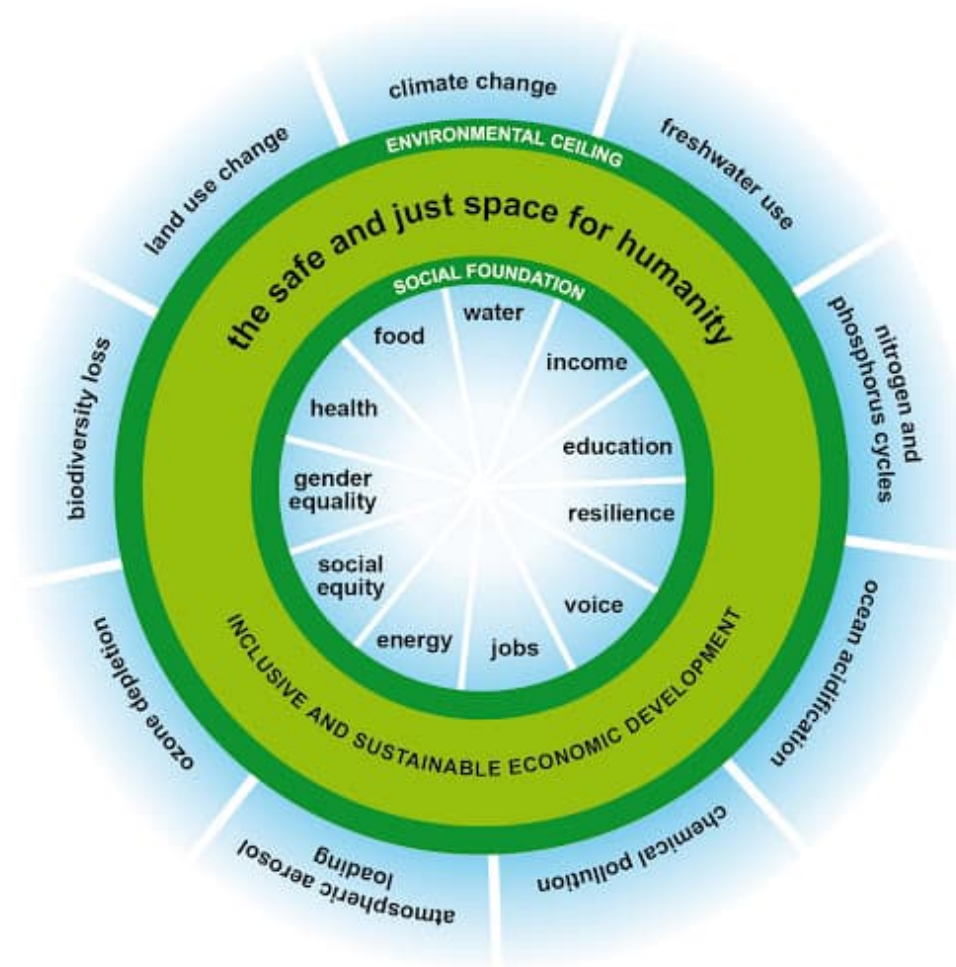 climate change
freshwater use
nitrogen and
phosphorus cycles
ocean acidification
chemical pollution
atmospheric aerosol
loading
ozone depletion
biodiversity loss
land use change
ENVIRONMENTAL CEILING
the safe and just space for humanity
SOCIAL FOUNDATION
water
income
education
resilience
voice
jobs
energy
social
equity
gender
equality
health
food
INCLUSIVE AND SUSTAINABLE ECONOMIC DEVELOPMENT